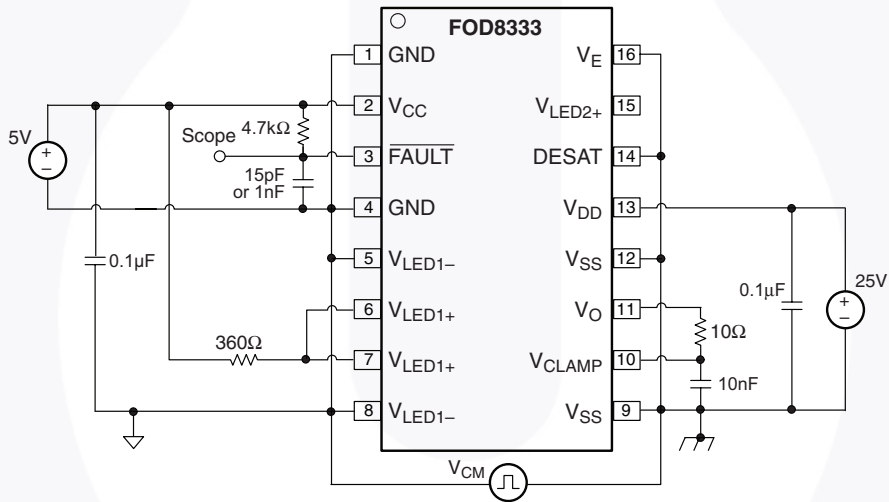 FOD8333
1 GND
VE 16
2 VCC
VLED2+ 15
5V
+
–
Scope
4.7kΩ
3 FAULT
DESAT 14
15pF
or 1nF
4 GND
VDD 13
0.1µF
5 VLED1–
VSS 12
0.1µF
25V
+
–
6 VLED1+
VO 11
10Ω
360Ω
7 VLED1+
VCLAMP 10
10nF
8 VLED1–
VSS 9
VCM